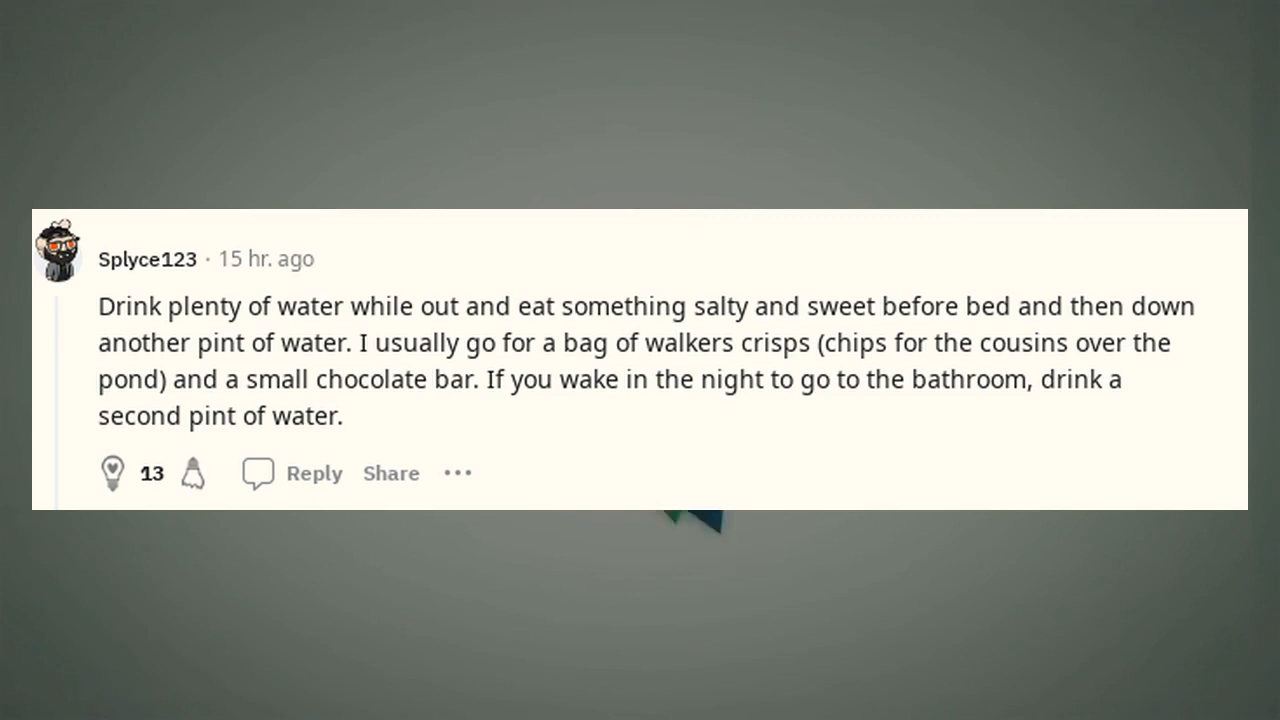 Splyce123 · 15 hr. ago
Drink plenty of water while out and eat something salty and sweet before bed and then down
another pint of water. I usually go for a bag of walkers crisps (chips for the cousins over the
pond) and a small chocolate bar. If you wake in the night to go to the bathroom, drink a
second pint of water.
13 Reply Share ···